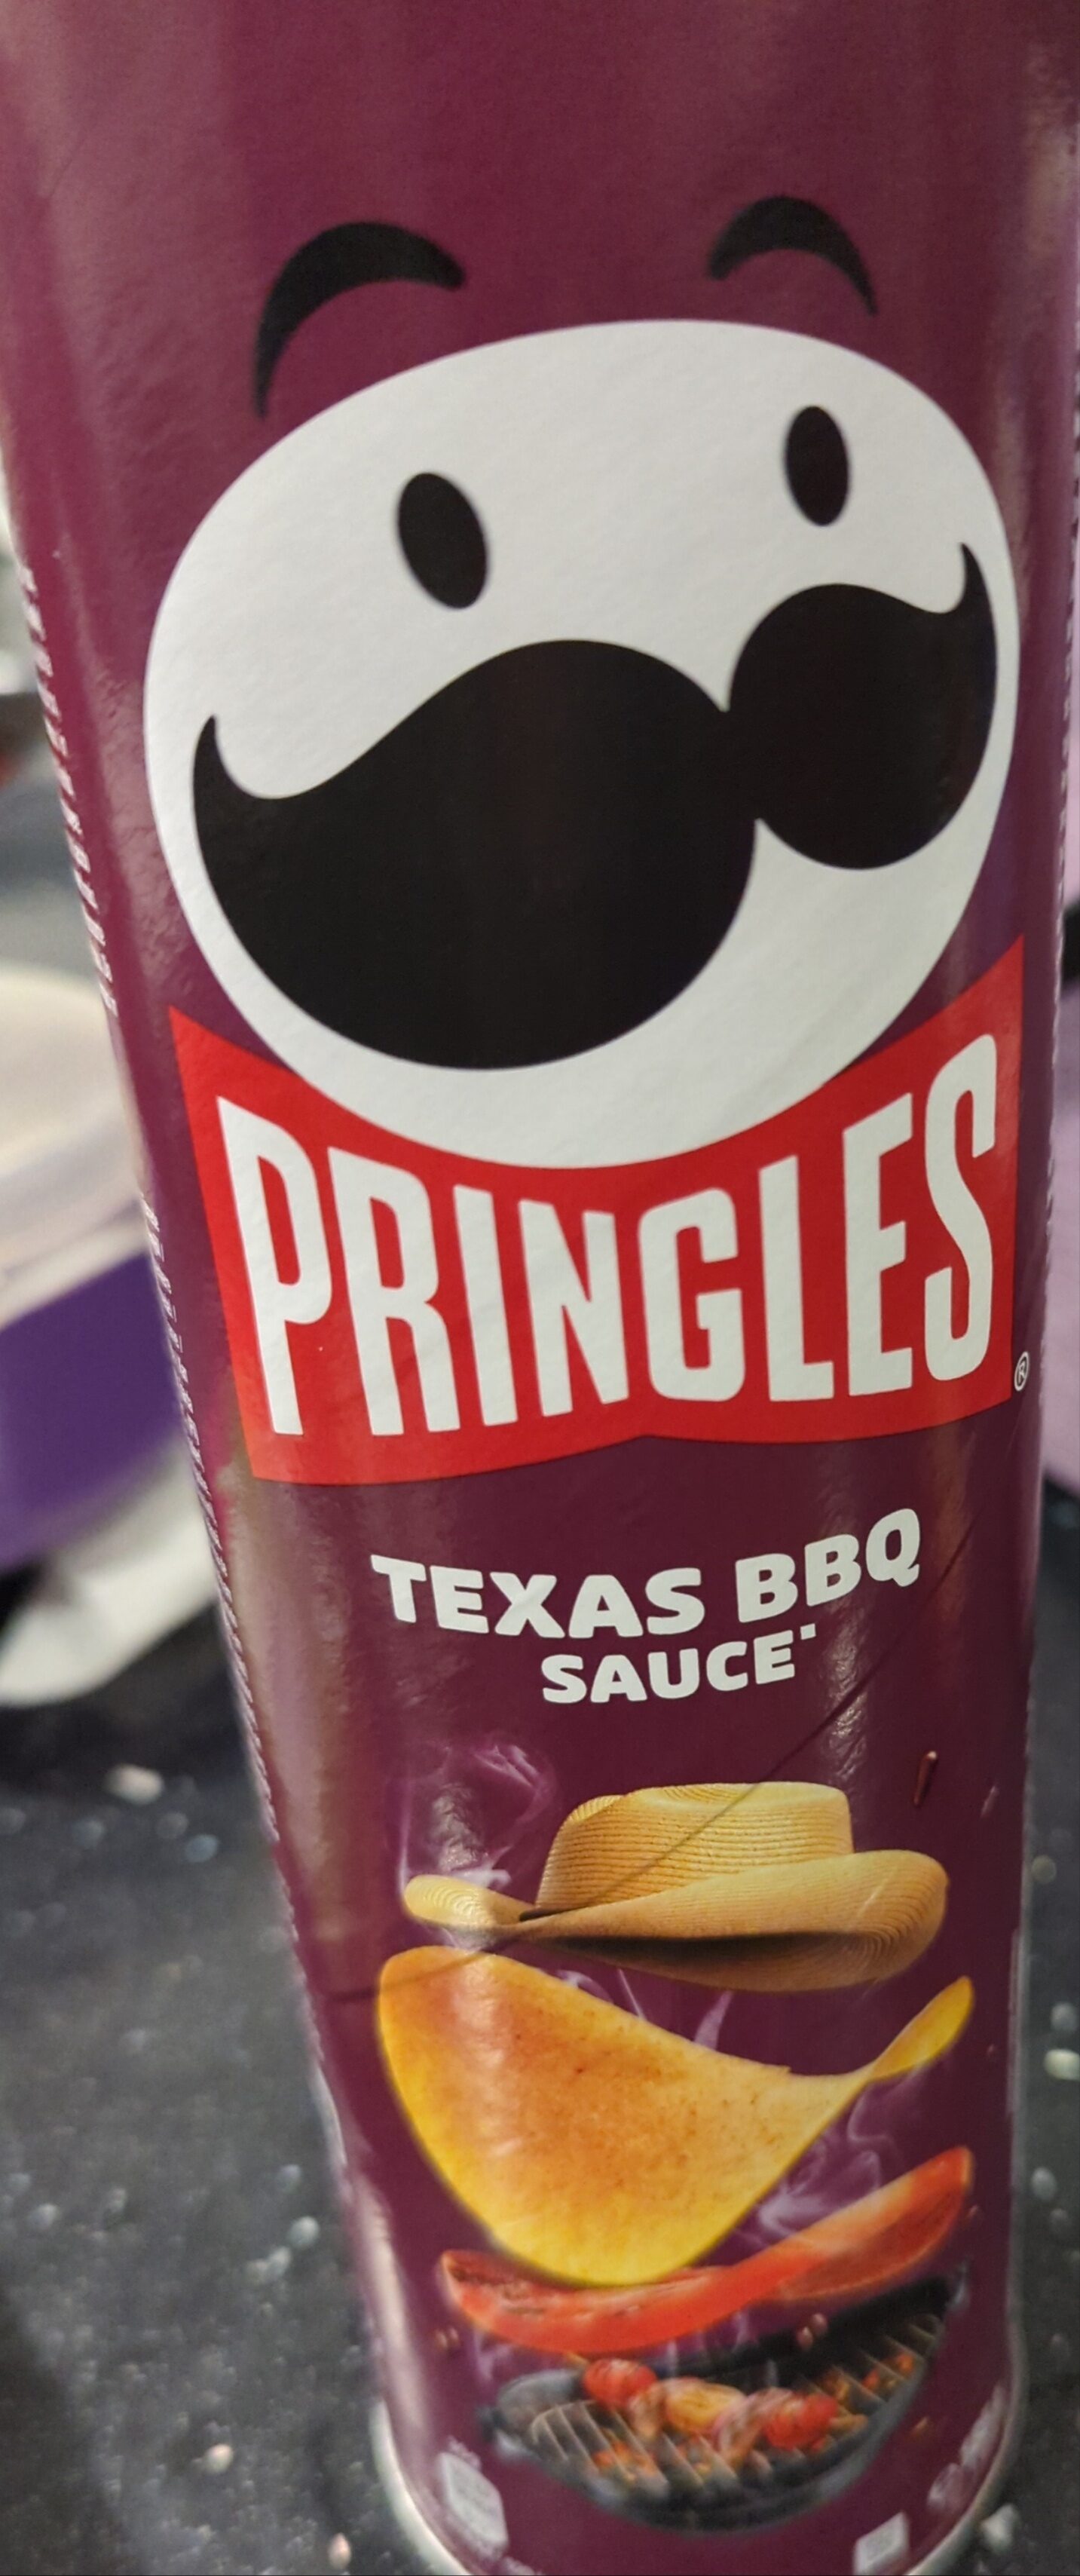 PRINGLES
®
TEXAS BBQ
SAUCE*